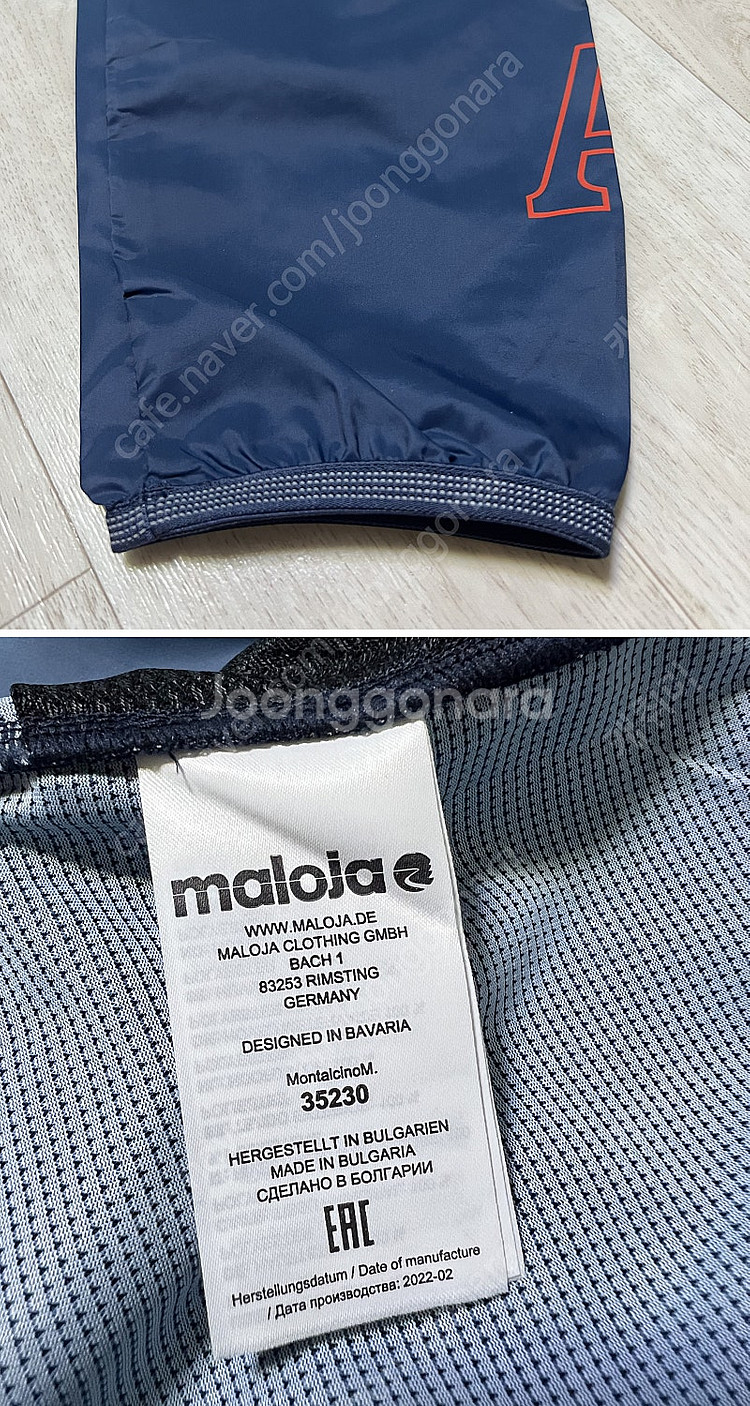 A
cafe.naver.com/joonggonara
Joonggonara
maloja
WWW.MALOJA.DE
MALOJA CLOTHING GMBH
BACH 1
83253 RIMSTING
GERMANY
DESIGNED IN BAVARIA
MontalcinoM.
35230
HERGESTELLT IN BULGARIEN
MADE IN BULGARIA
СДЕЛАНО В БОЛГАРИИ
EAC
Herstellungsdatum / Date of manufacture
/ Дата производства: 2022-02